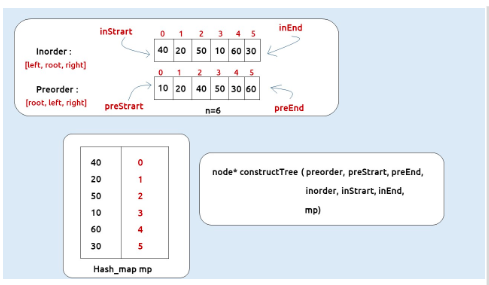 inStrart
inEnd
0 1 2 3 4 5
Inorder :
40 20 50 10 60 30
[left, root, right]
0 1 2 3 4 5
Preorder :
10 20 40 50 30 60
[root, left, right]
preStrart
n=6
preEnd
40 0
20 1
50 2
10 3
60 4
30 5
Hash_map mp
node* constructTree ( preorder, preStrart, preEnd,
inorder, inStrart, inEnd,
mp)